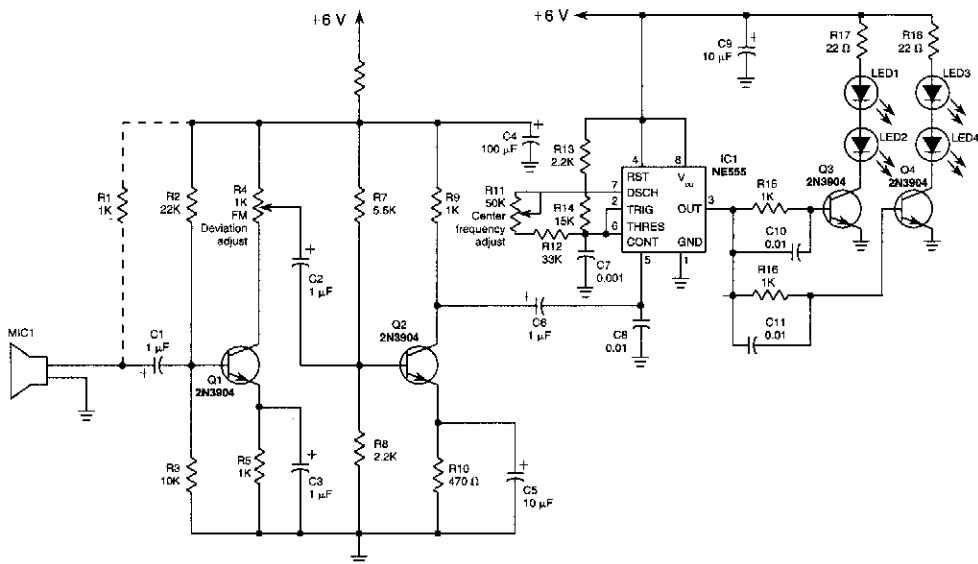 +6 V
+6 V
R17
22 Ω
R18
22 Ω
C9
10 µF
+
LED1
LED3
LED2
LED4
C4
100 µF
+
R13
2.2K
IC1
NE555
4
8
RST
7
DSCH
2
TRIG
OUT
3
6
THRES
CONT
GND
5
1
R1
1K
R2
22K
R4
1K
FM
Deviation
adjust
R7
5.6K
R9
1K
R11
50K
Center
frequency
adjust
R14
15K
R12
33K
C7
0.001
R15
1K
Q3
2N3904
Q4
2N3904
C10
0.01
R16
1K
C11
0.01
+
C2
1 µF
+
C6
1 µF
C8
0.01
MIC1
C1
1 µF
+
Q1
2N3904
Q2
2N3904
R3
10K
R5
1K
+
C3
1 µF
R8
2.2K
R10
470 Ω
+
C5
10 µF